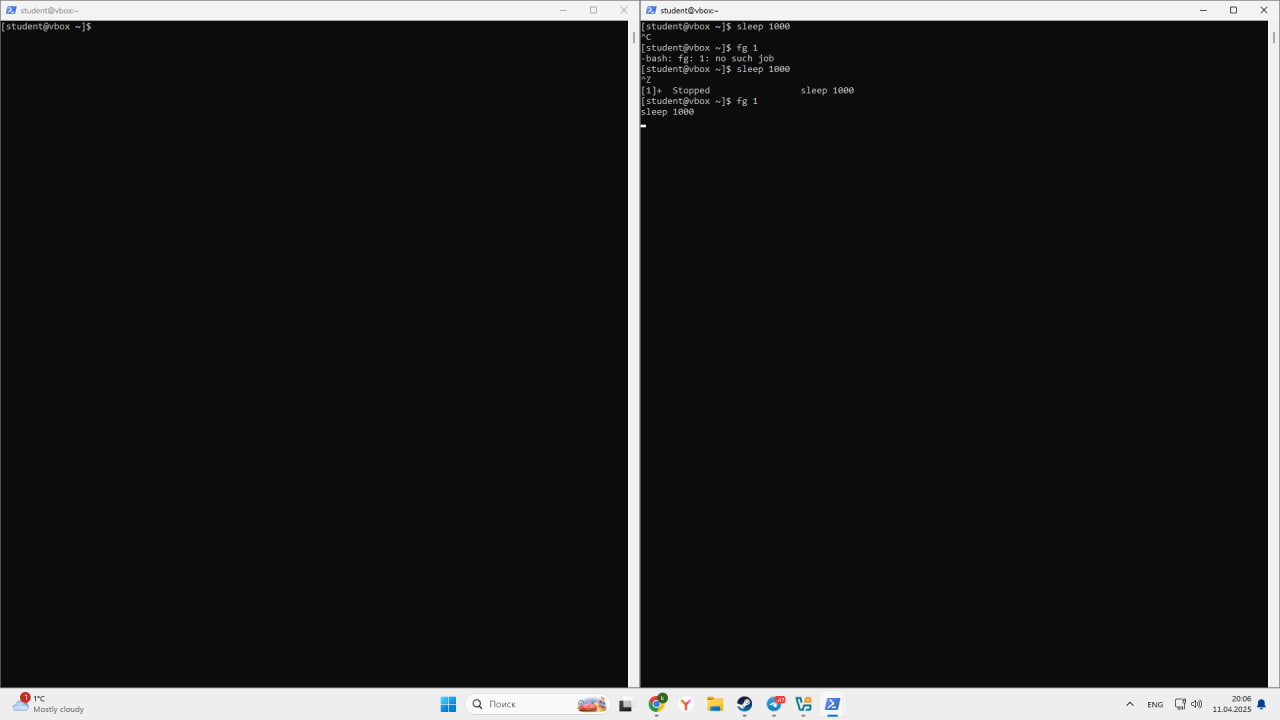 student@vbox:~
[student@vbox ~]$
student@vbox:~
[student@vbox ~]$ sleep 1000
^C
[student@vbox ~]$ fg 1
-bash: fg: 1: no such job
[student@vbox ~]$ sleep 1000
^Z
[1]+  Stopped                 sleep 1000
[student@vbox ~]$ fg 1
sleep 1000
1
1°C
Mostly cloudy
Поиск
ENG
20:06
11.04.2025